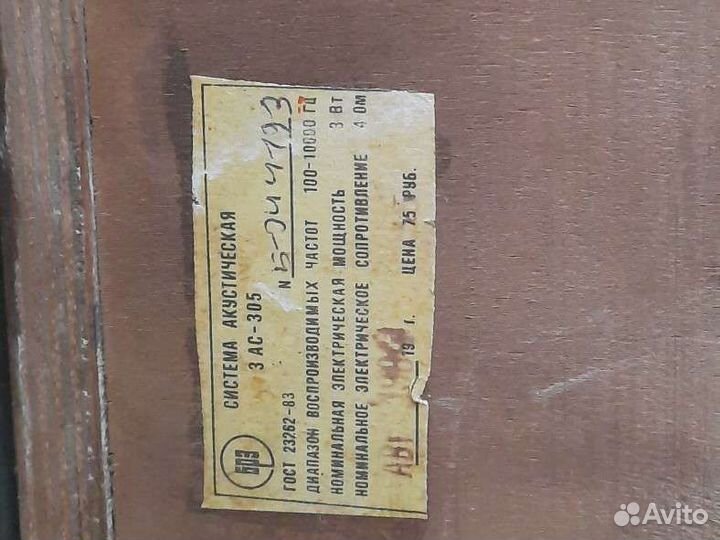 СИСТЕМА АКУСТИЧЕСКАЯ
3 АС-305
БРЗ
ГОСТ 23262-83 N
ДИАПАЗОН ВОСПРОИЗВОДИМЫХ ЧАСТОТ 100-10000 ГЦ
НОМИНАЛЬНАЯ ЭЛЕКТРИЧЕСКАЯ МОЩНОСТЬ 3 ВТ
НОМИНАЛЬНОЕ ЭЛЕКТРИЧЕСКОЕ СОПРОТИВЛЕНИЕ 4 ОМ
19 г. ЦЕНА 75 РУБ.
Avito